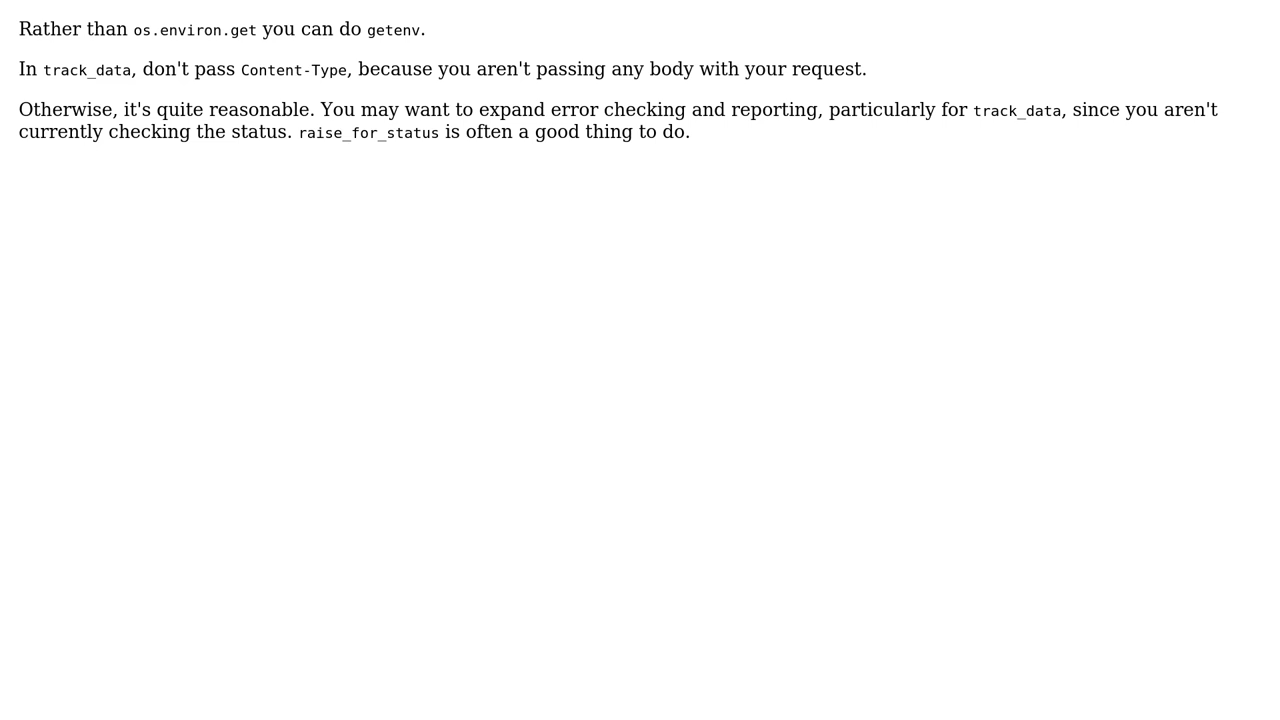 Rather than os.environ.get you can do getenv.
In track_data, don't pass Content-Type, because you aren't passing any body with your request.
Otherwise, it's quite reasonable. You may want to expand error checking and reporting, particularly for track_data, since you aren't
currently checking the status. raise_for_status is often a good thing to do.